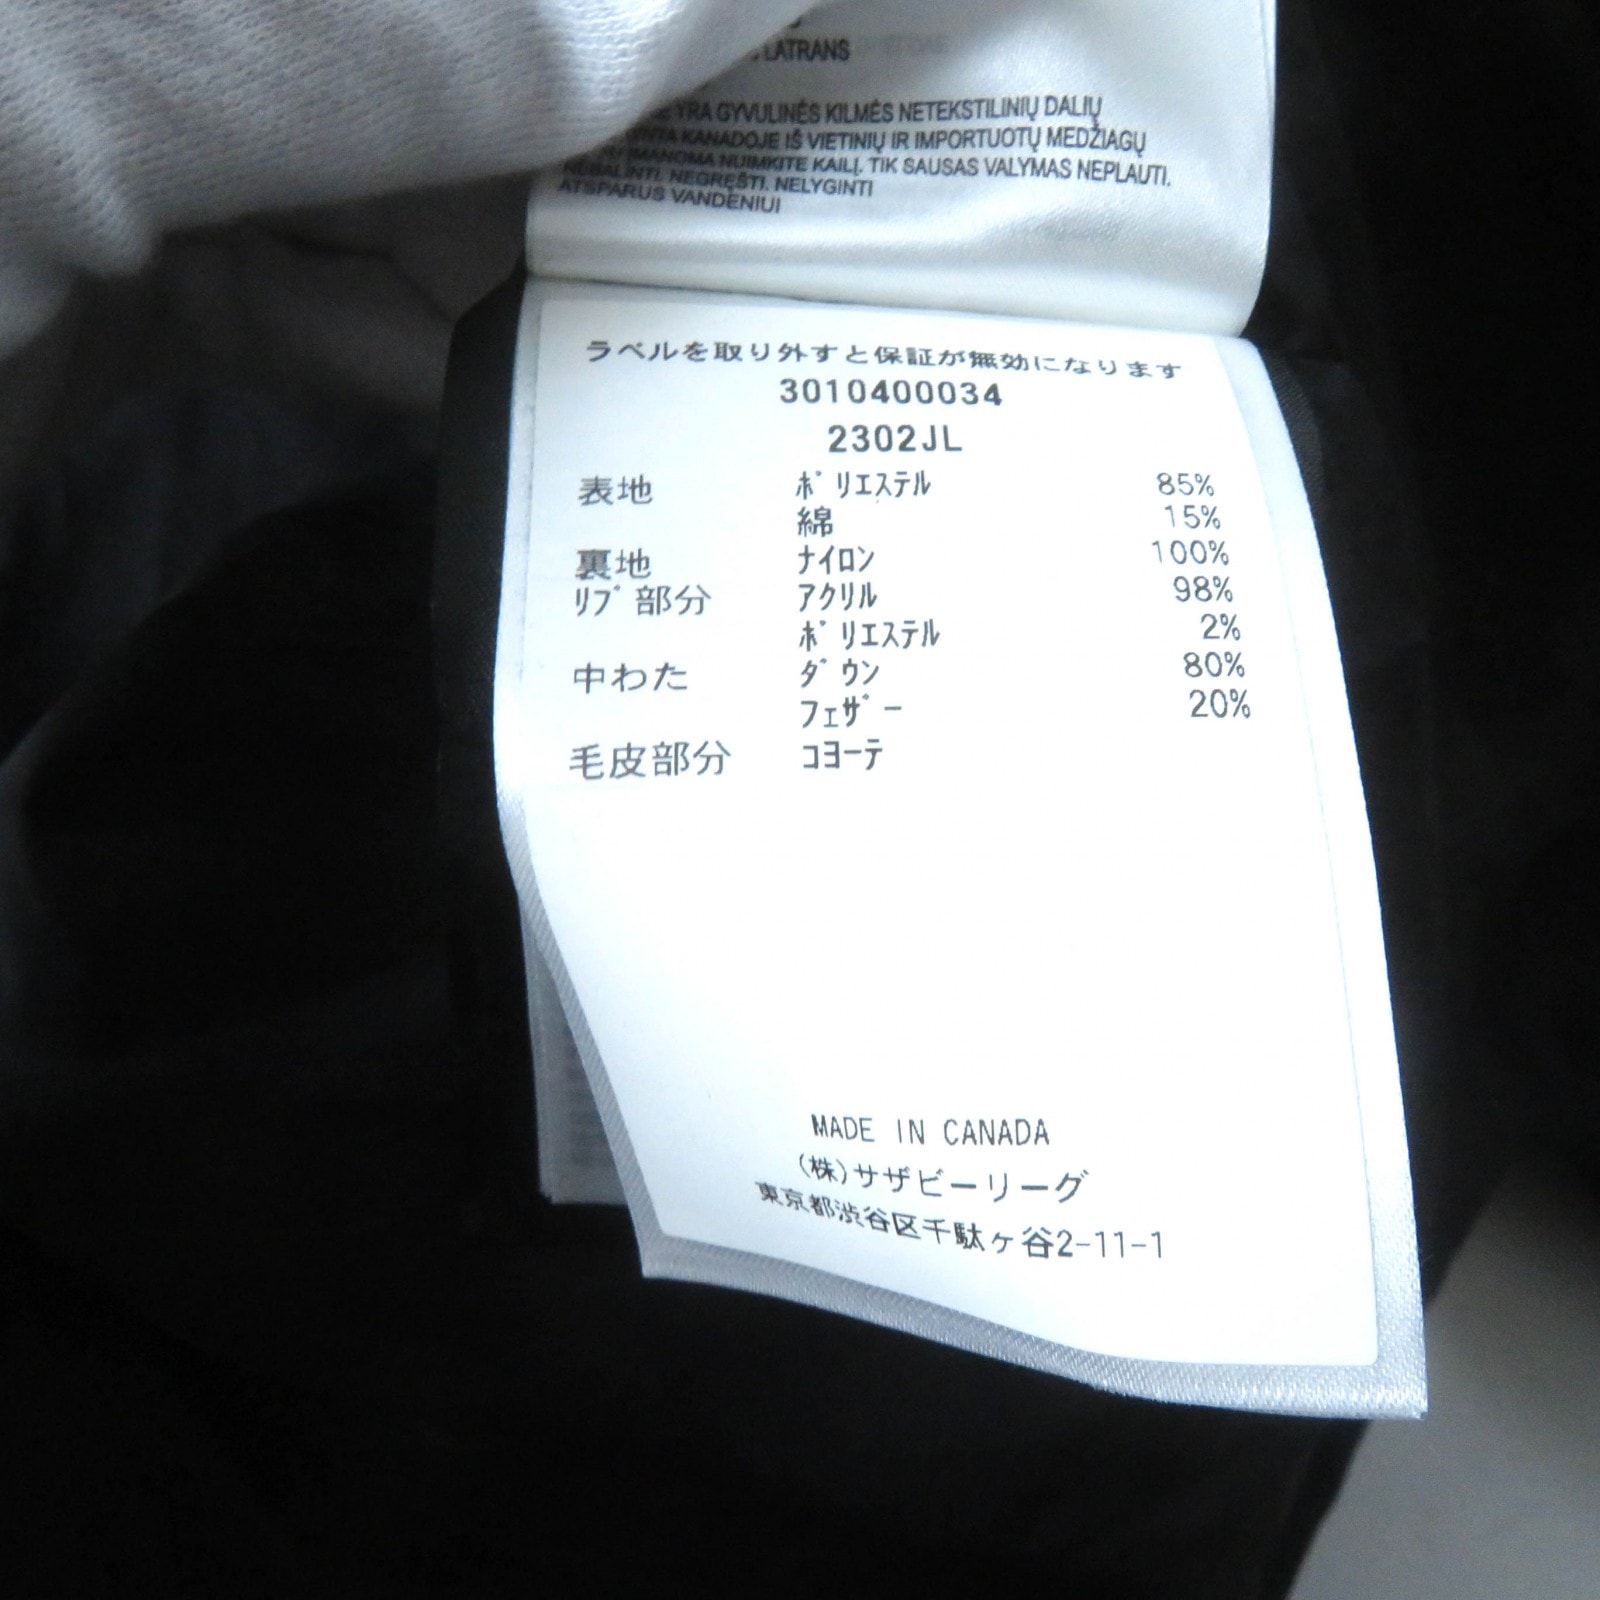 LATRANS
YRA GYVULINĖS KILMĖS NETEKSTILINIŲ DALIŲ
KANADOJE IŠ VIETINIŲ IR IMPORTUOTŲ MEDŽIAGŲ
ĮMANOMA NUIMKITE KAILĮ. TIK SAUSAS VALYMAS NEPLAUTI.
NEBALINTI. NEGRĘŠTI. NELYGINTI
ATSPARUS VANDENIUI
ラベルを取り外すと保証が無効になります
3010400034
2302JL
表地 ﾎﾟﾘｴｽﾃﾙ 85%
綿 15%
裏地 ﾅｲﾛﾝ 100%
ﾘﾌﾞ部分 ｱｸﾘﾙ 98%
ﾎﾟﾘｴｽﾃﾙ 2%
中わた ﾀﾞｳﾝ 80%
ﾌｪｻﾞｰ 20%
毛皮部分 ｺﾖｰﾃ
MADE IN CANADA
(株)サザビーリーグ
東京都渋谷区千駄ヶ谷2-11-1